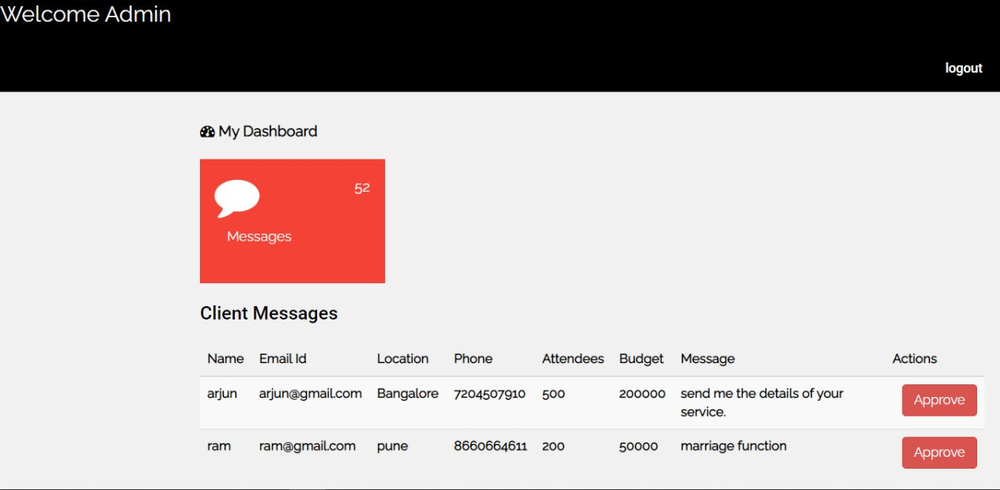 Welcome Admin
logout
My Dashboard
52
Messages
Client Messages
Name Email Id Location Phone Attendees Budget Message Actions
arjun arjun@gmail.com Bangalore 7204507910 500 200000 send me the details of your Approve
service.
ram ram@gmail.com pune 8660664611 200 50000 marriage function Approve